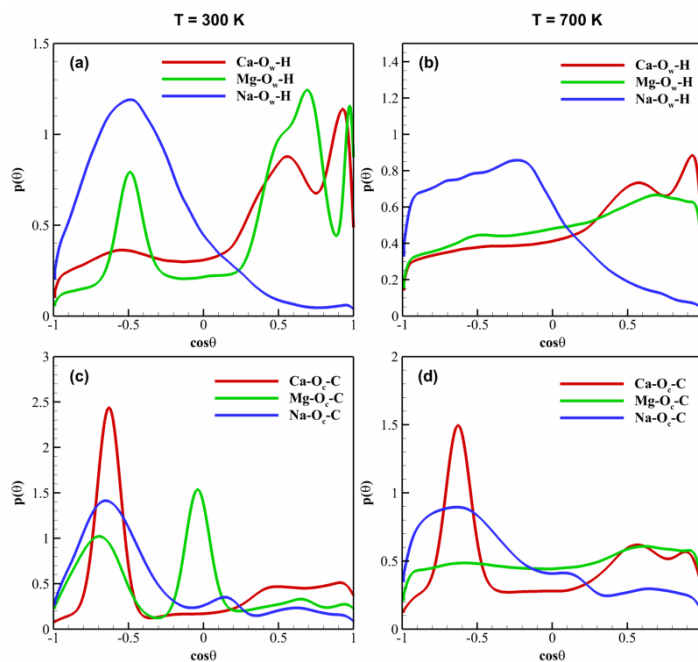 T = 300 K
T = 700 K
(a)
Ca-Ow-H
Mg-Ow-H
Na-Ow-H
p(θ)
1.5
1
0.5
0
-1
-0.5
0
0.5
1
cosθ
(b)
Ca-Ow-H
Mg-Ow-H
Na-Ow-H
p(θ)
1.4
1.2
1
0.8
0.6
0.4
0.2
0
-1
-0.5
0
0.5
cosθ
(c)
Ca-Oc-C
Mg-Oc-C
Na-Oc-C
p(θ)
3
2.5
2
1.5
1
0.5
0
-1
-0.5
0
0.5
1
cosθ
(d)
Ca-Oc-C
Mg-Oc-C
Na-Oc-C
p(θ)
2
1.5
1
0.5
0
-1
-0.5
0
0.5
cosθ